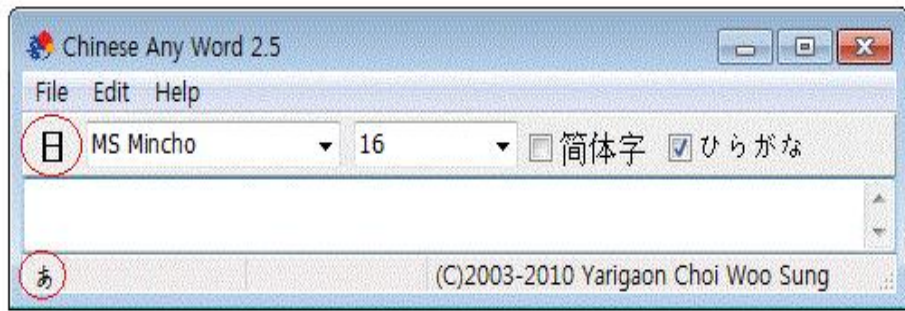 Chinese Any Word 2.5
File Edit Help
日 MS Mincho 16 简体字 ひらがな
あ (C)2003-2010 Yarigaon Choi Woo Sung